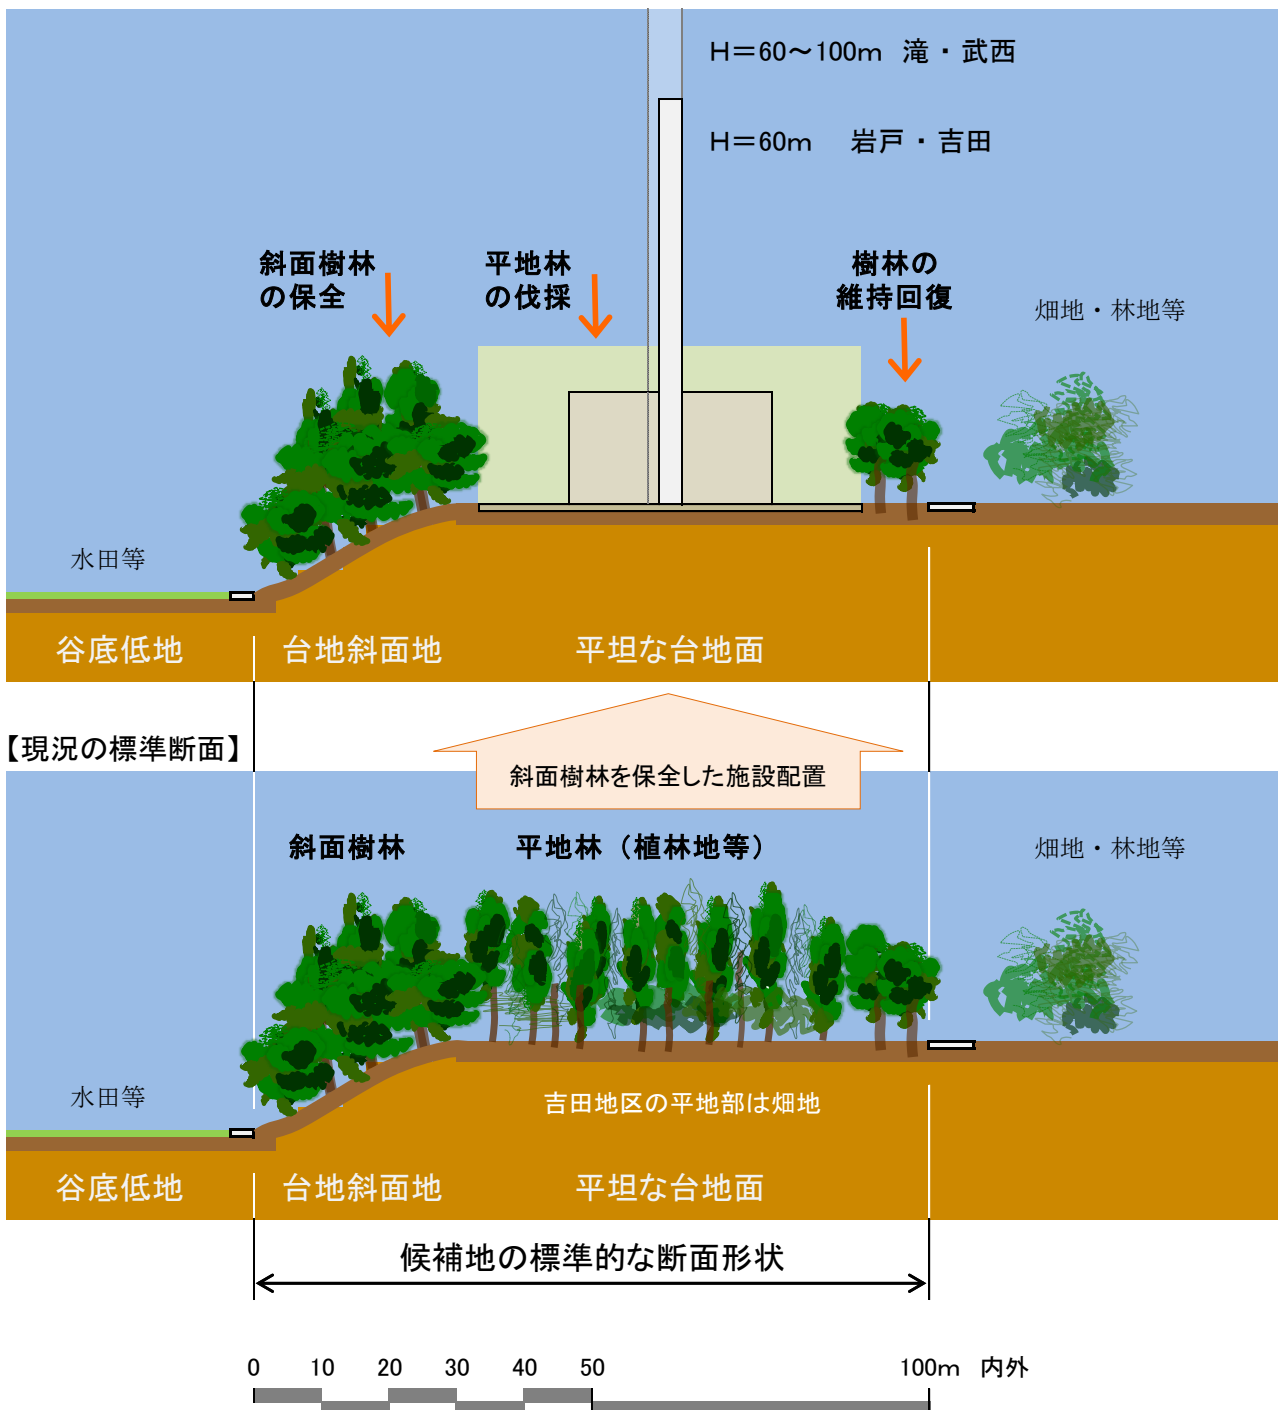 H=60~100m 滝・武西
H=60m 岩戸・吉田
斜面樹林
の保全
平地林
の伐採
樹林の
維持回復
畑地・林地等
水田等
谷底低地
台地斜面地
平坦な台地面
【現況の標準断面】
斜面樹林を保全した施設配置
斜面樹林
平地林（植林地等）
畑地・林地等
水田等
吉田地区の平地部は畑地
谷底低地
台地斜面地
平坦な台地面
候補地の標準的な断面形状
0 10 20 30 40 50 100m 内外